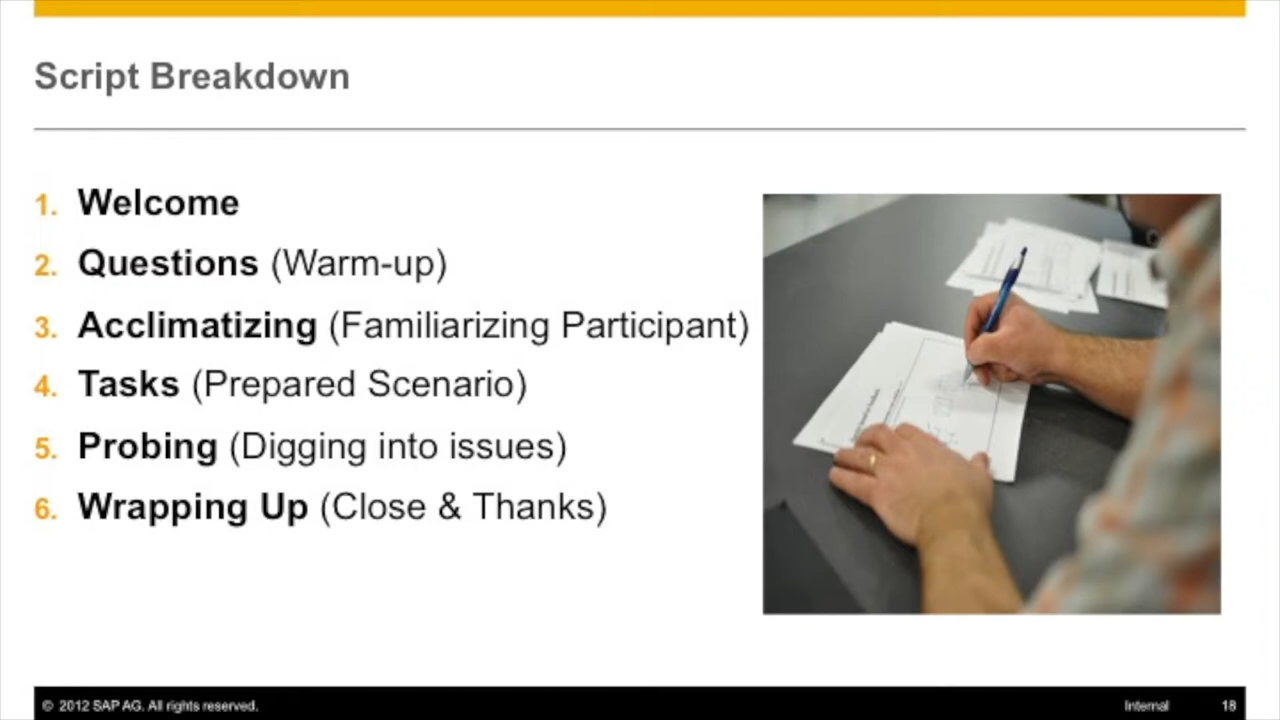 Script Breakdown
1. Welcome
2. Questions (Warm-up)
3. Acclimatizing (Familiarizing Participant)
4. Tasks (Prepared Scenario)
5. Probing (Digging into issues)
6. Wrapping Up (Close & Thanks)
© 2012 SAP AG. All rights reserved.
Internal
18